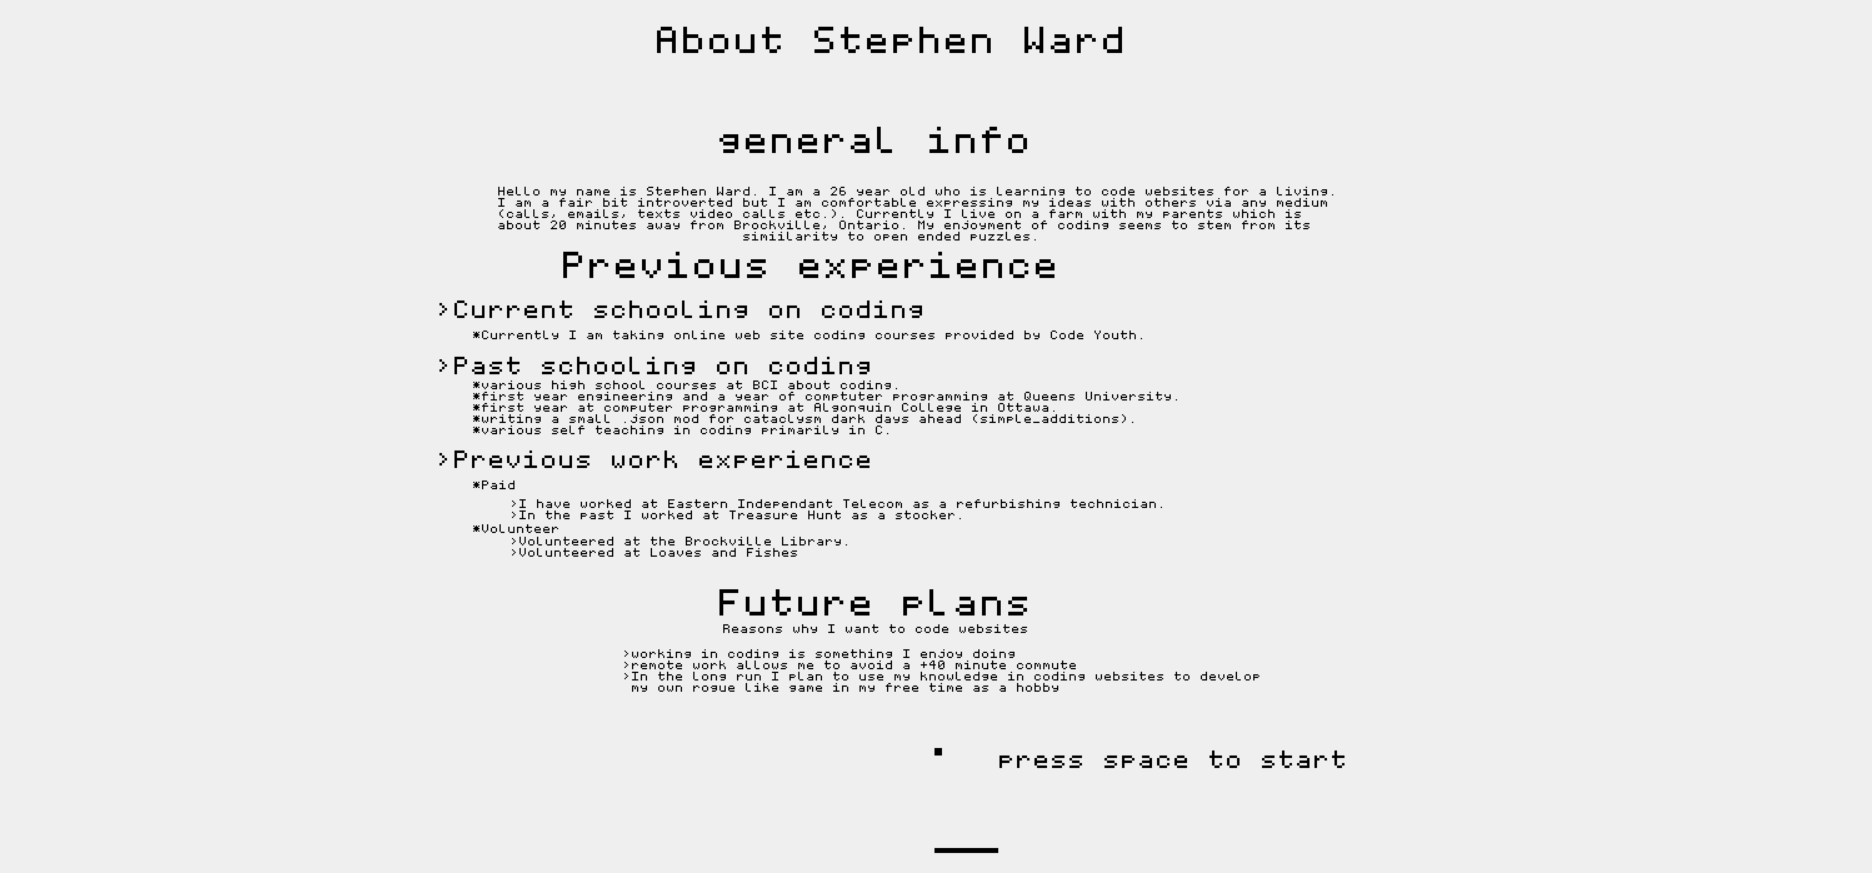 About Stephen Ward
general info
Hello my name is Stephen Ward. I am a 26 year old who is learning to code websites for a living.
I am a fair bit introverted but I am comfortable expressing my ideas with others via any medium
(calls, emails, texts video calls etc.). Currently I live on a farm with my parents which is
about 20 minutes away from Brockville, Ontario. My enjoyment of coding seems to stem from its
simiilarity to open ended puzzles.
Previous experience
>Current schooling on coding
*Currently I am taking online web site coding courses provided by Code Youth.
>Past schooling on coding
*various high school courses at BCI about coding.
*first year engineering and a year of comptuter programming at Queens University.
*first year at computer programming at Algonquin College in Ottawa.
*writing a small .json mod for cataclysm dark days ahead (simple_additions).
*various self teaching in coding primarily in C.
>Previous work experience
*Paid
>I have worked at Eastern Independant Telecom as a refurbishing technician.
>In the past I worked at Treasure Hunt as a stocker.
*Volunteer
>Volunteered at the Brockville Library.
>Volunteered at Loaves and Fishes
Future plans
Reasons why I want to code websites
>working in coding is something I enjoy doing
>remote work allows me to avoid a +40 minute commute
>In the long run I plan to use my knowledge in coding websites to develop
my own rogue like game in my free time as a hobby
press space to start